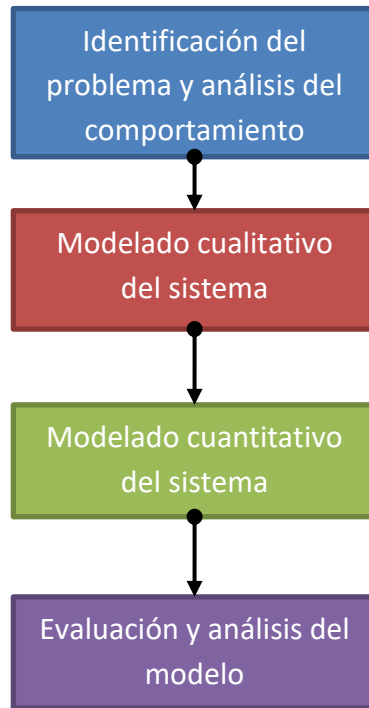 Identificación del
problema y análisis del
comportamiento
Modelado cualitativo
del sistema
Modelado cuantitativo
del sistema
Evaluación y análisis del
modelo